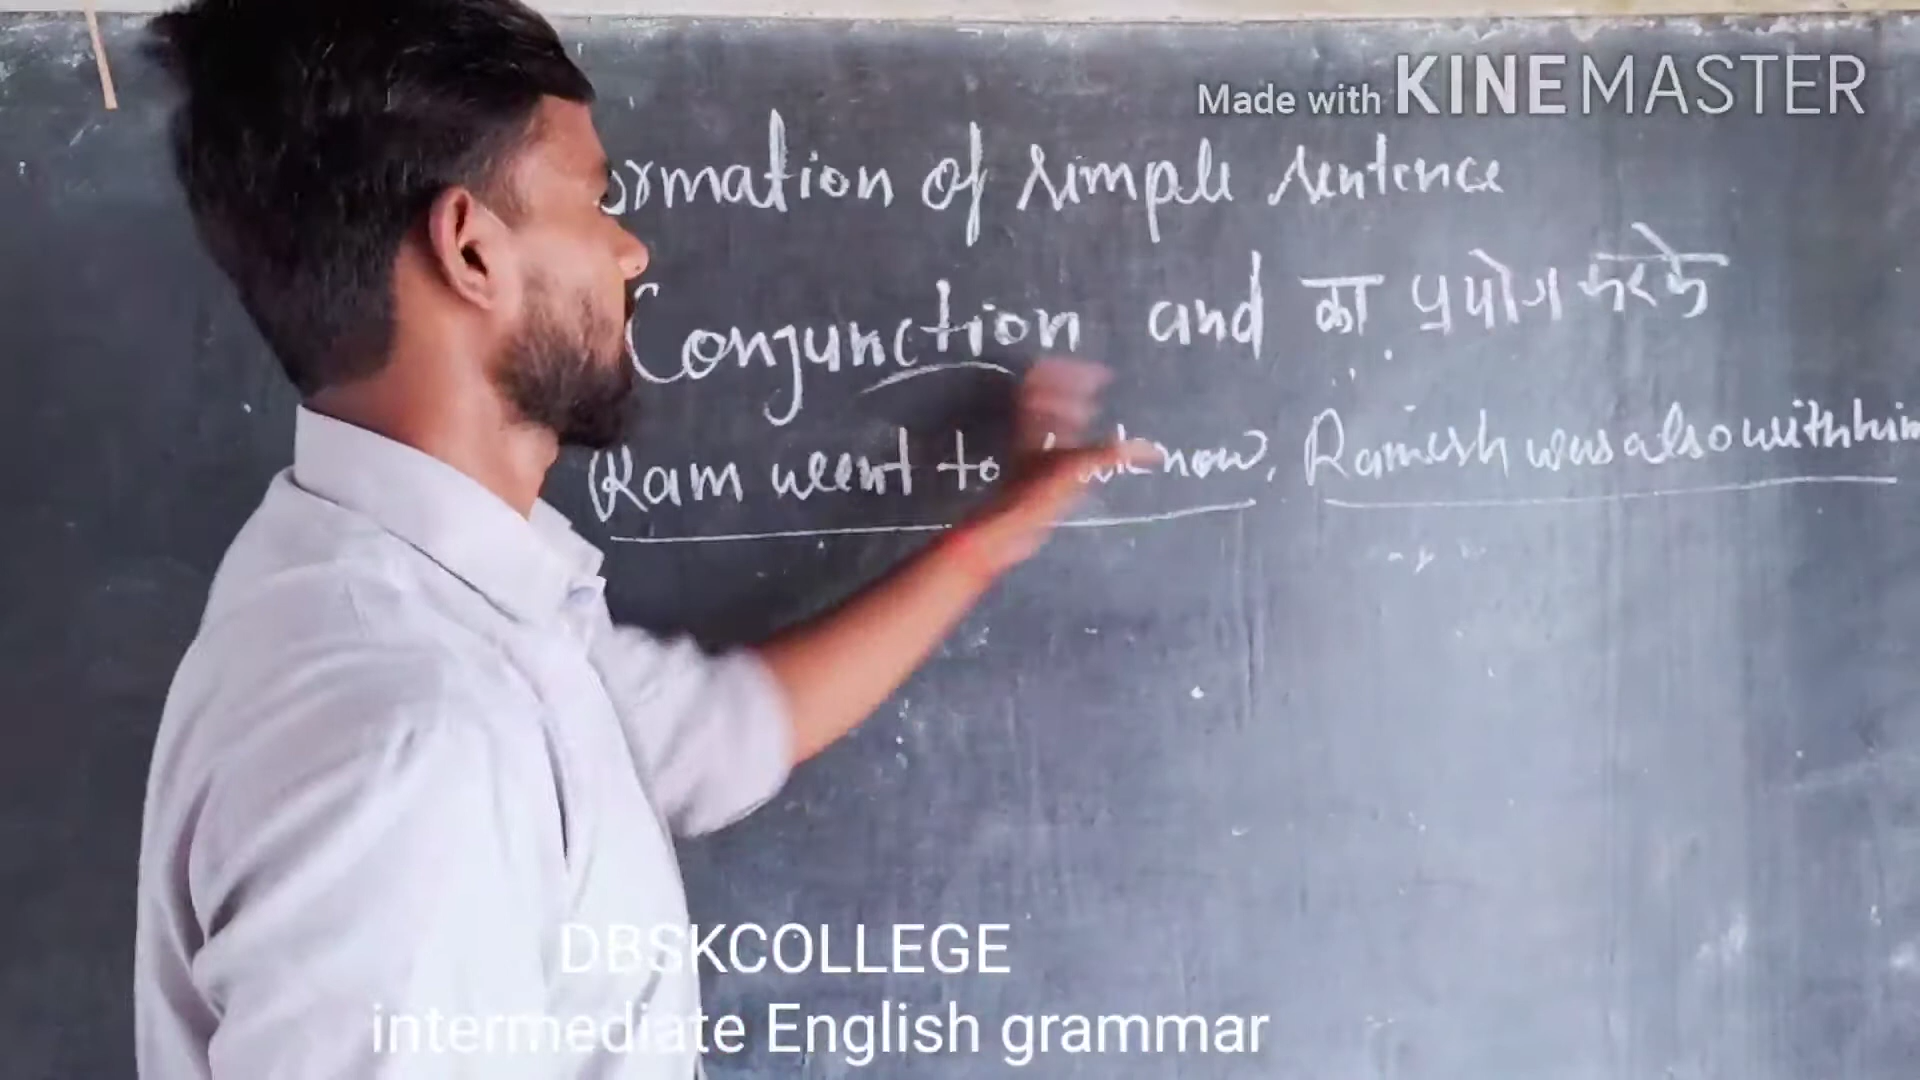 Made with KINEMASTER
ormation of simple sentence
Conjunction and का प्रयोग करके
Ram went to know. Ramesh was also with him
DBSKCOLLEGE
intermediate English grammar